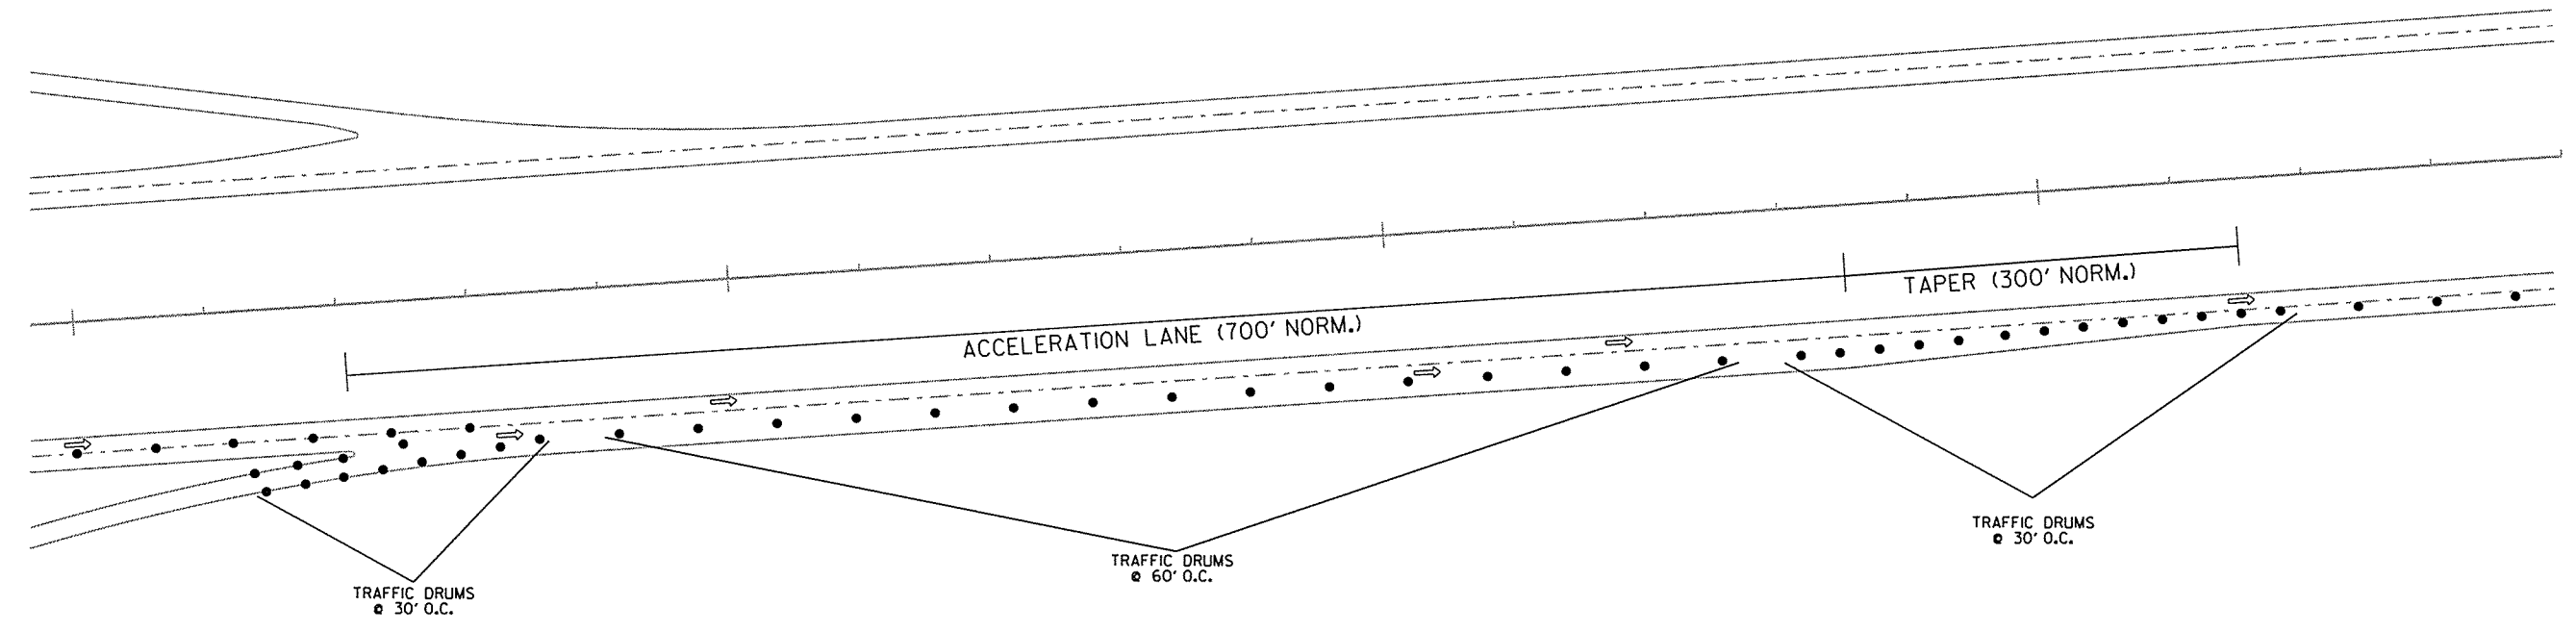 TAPER (300' NORM.)
ACCELERATION LANE (700' NORM.)
TRAFFIC DRUMS
@ 30' O.C.
TRAFFIC DRUMS
@ 60' O.C.
TRAFFIC DRUMS
@ 30' O.C.